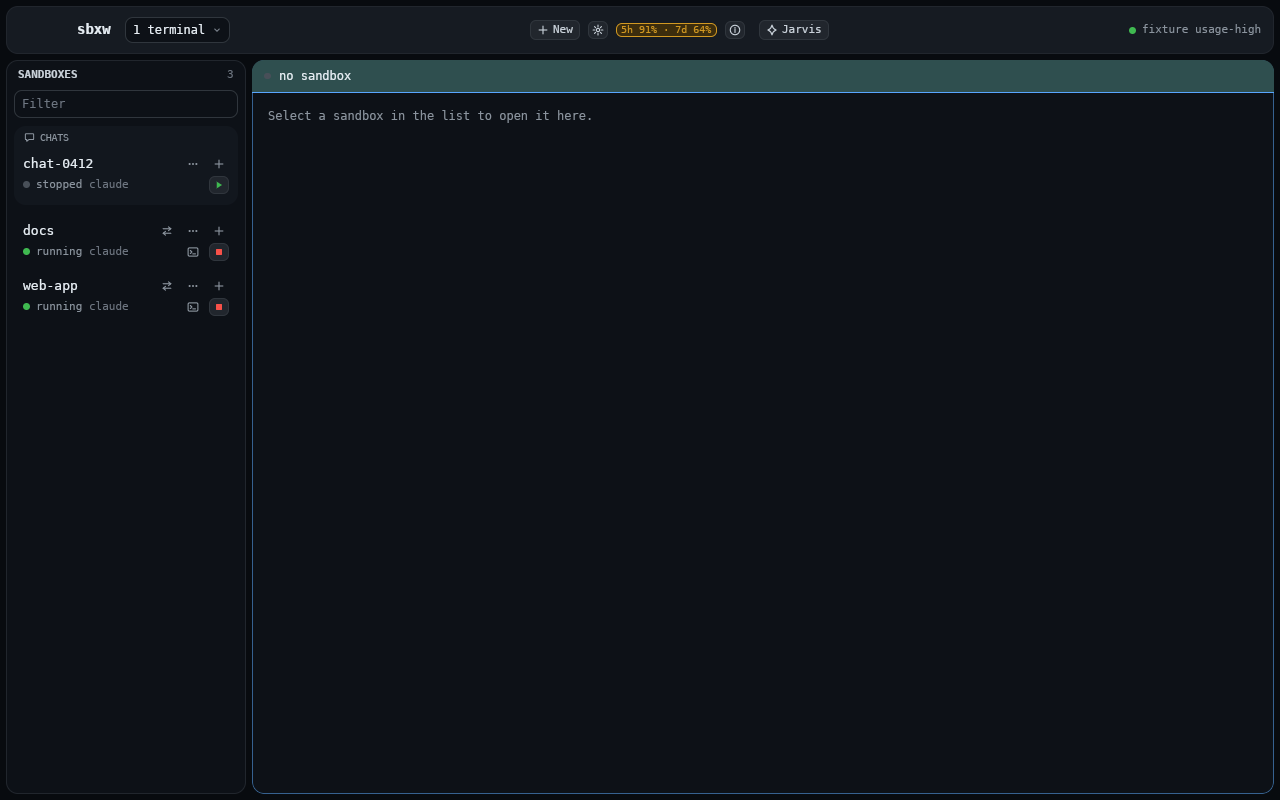 sbxw
1 terminal
New
5h 91% · 7d 64%
Jarvis
fixture usage-high
SANDBOXES
3
Filter
CHATS
chat-0412
stopped claude
docs
running claude
web-app
running claude
no sandbox
Select a sandbox in the list to open it here.